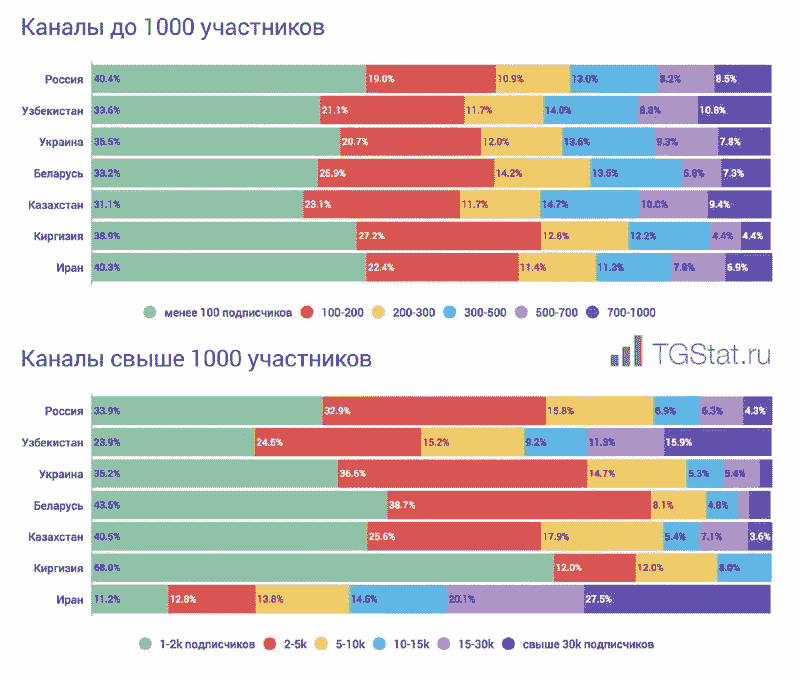 Каналы до 1000 участников
Россия 40.4% 19.0% 10.9% 13.0% 8.2% 8.5%
Узбекистан 33.6% 21.1% 11.7% 14.0% 8.8% 10.8%
Украина 36.5% 20.7% 12.0% 13.6% 9.3% 7.8%
Беларусь 33.2% 25.9% 14.2% 13.5% 5.8% 7.3%
Казахстан 31.1% 23.1% 11.7% 14.7% 10.0% 9.4%
Киргизия 38.9% 27.2% 12.8% 12.2% 4.4% 4.4%
Иран 40.3% 22.4% 11.4% 11.3% 7.8% 6.9%
менее 100 подписчиков 100-200 200-300 300-500 500-700 700-1000
Каналы свыше 1000 участников
TGStat.ru
Россия 33.9% 32.9% 15.8% 6.9% 6.3% 4.3%
Узбекистан 23.9% 24.5% 15.2% 9.2% 11.3% 15.9%
Украина 36.2% 36.6% 14.7% 5.3% 5.4%
Беларусь 43.5% 38.7% 8.1% 4.8%
Казахстан 40.5% 25.6% 17.9% 5.4% 7.1% 3.6%
Киргизия 68.0% 12.0% 12.0% 8.0%
Иран 11.2% 12.8% 13.8% 14.6% 20.1% 27.5%
1-2k подписчиков 2-5k 5-10k 10-15k 15-30k свыше 30k подписчиков